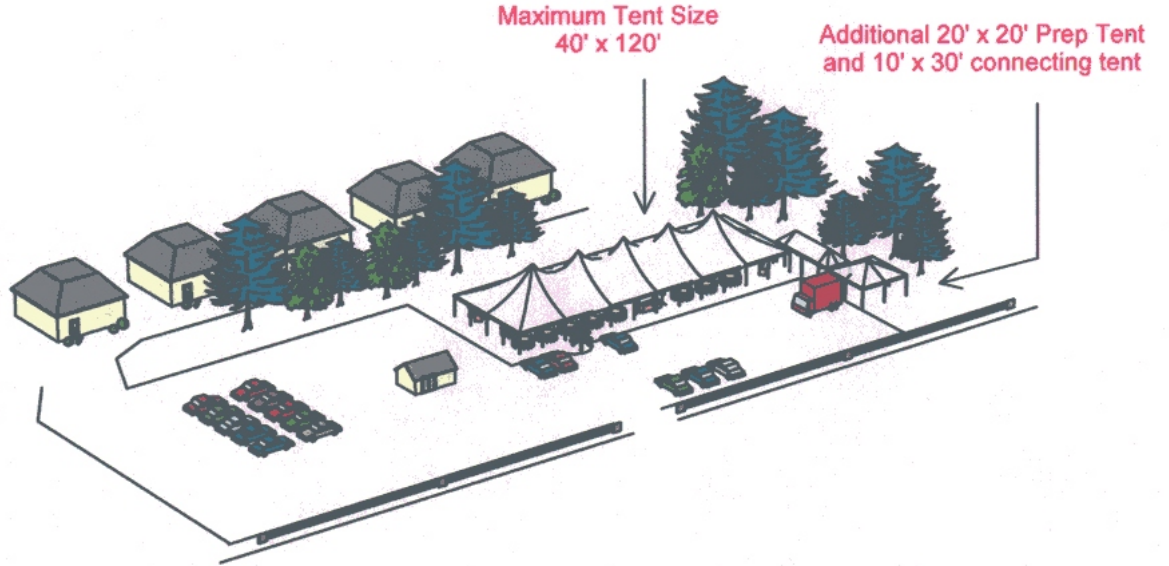 Maximum Tent Size
40' x 120'
Additional 20' x 20' Prep Tent
and 10' x 30' connecting tent